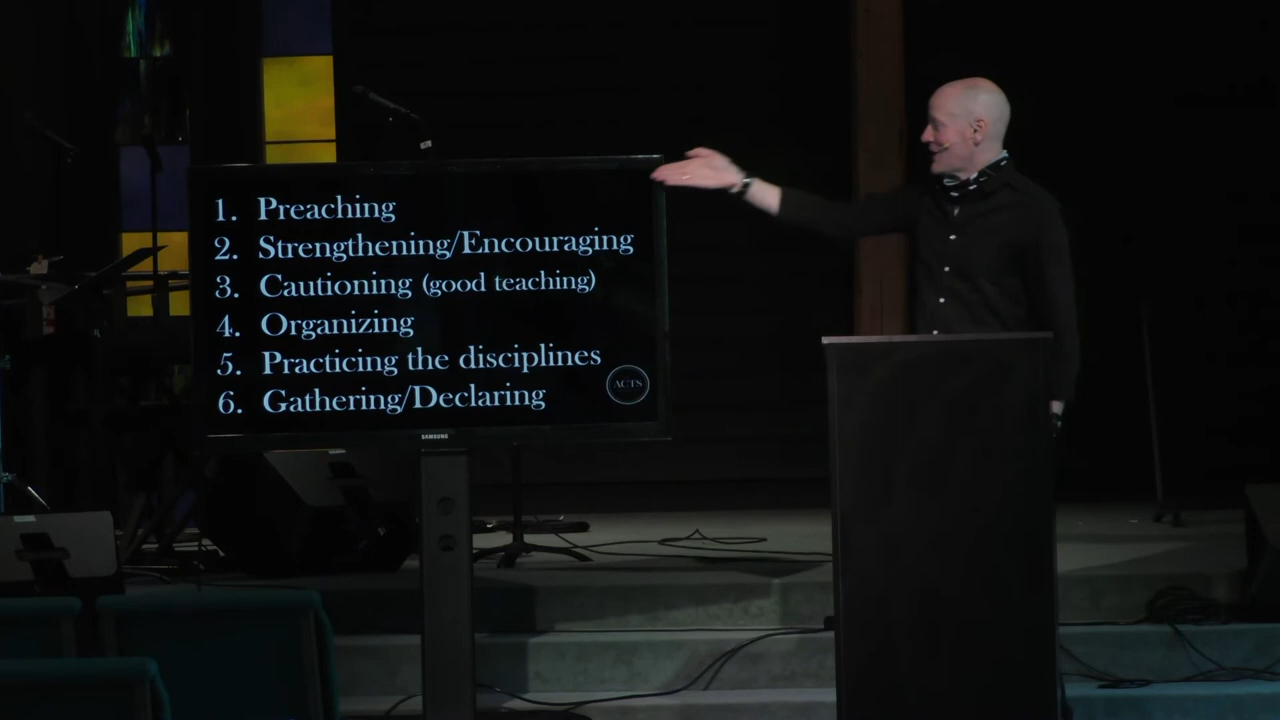 1. Preaching
2. Strengthening/Encouraging
3. Cautioning (good teaching)
4. Organizing
5. Practicing the disciplines
6. Gathering/Declaring
ACTS
SAMSUNG